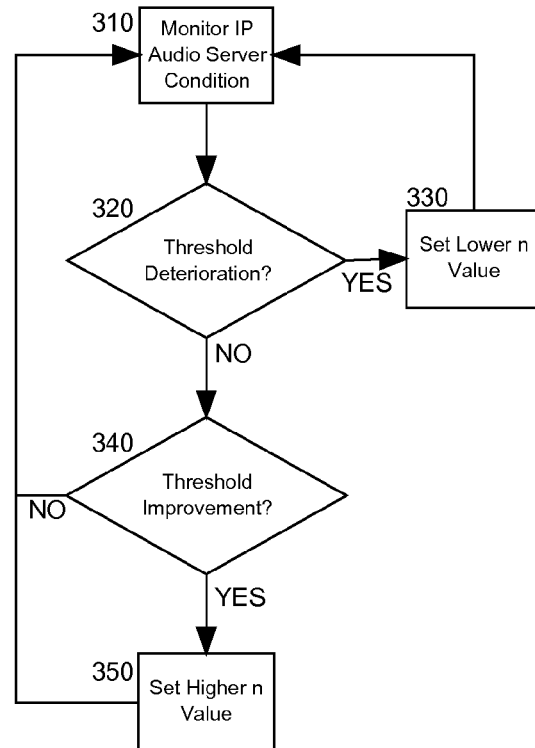 310
Monitor IP
Audio Server
Condition
320
Threshold
Deterioration?
YES
330
Set Lower n
Value
NO
340
Threshold
Improvement?
NO
YES
350
Set Higher n
Value